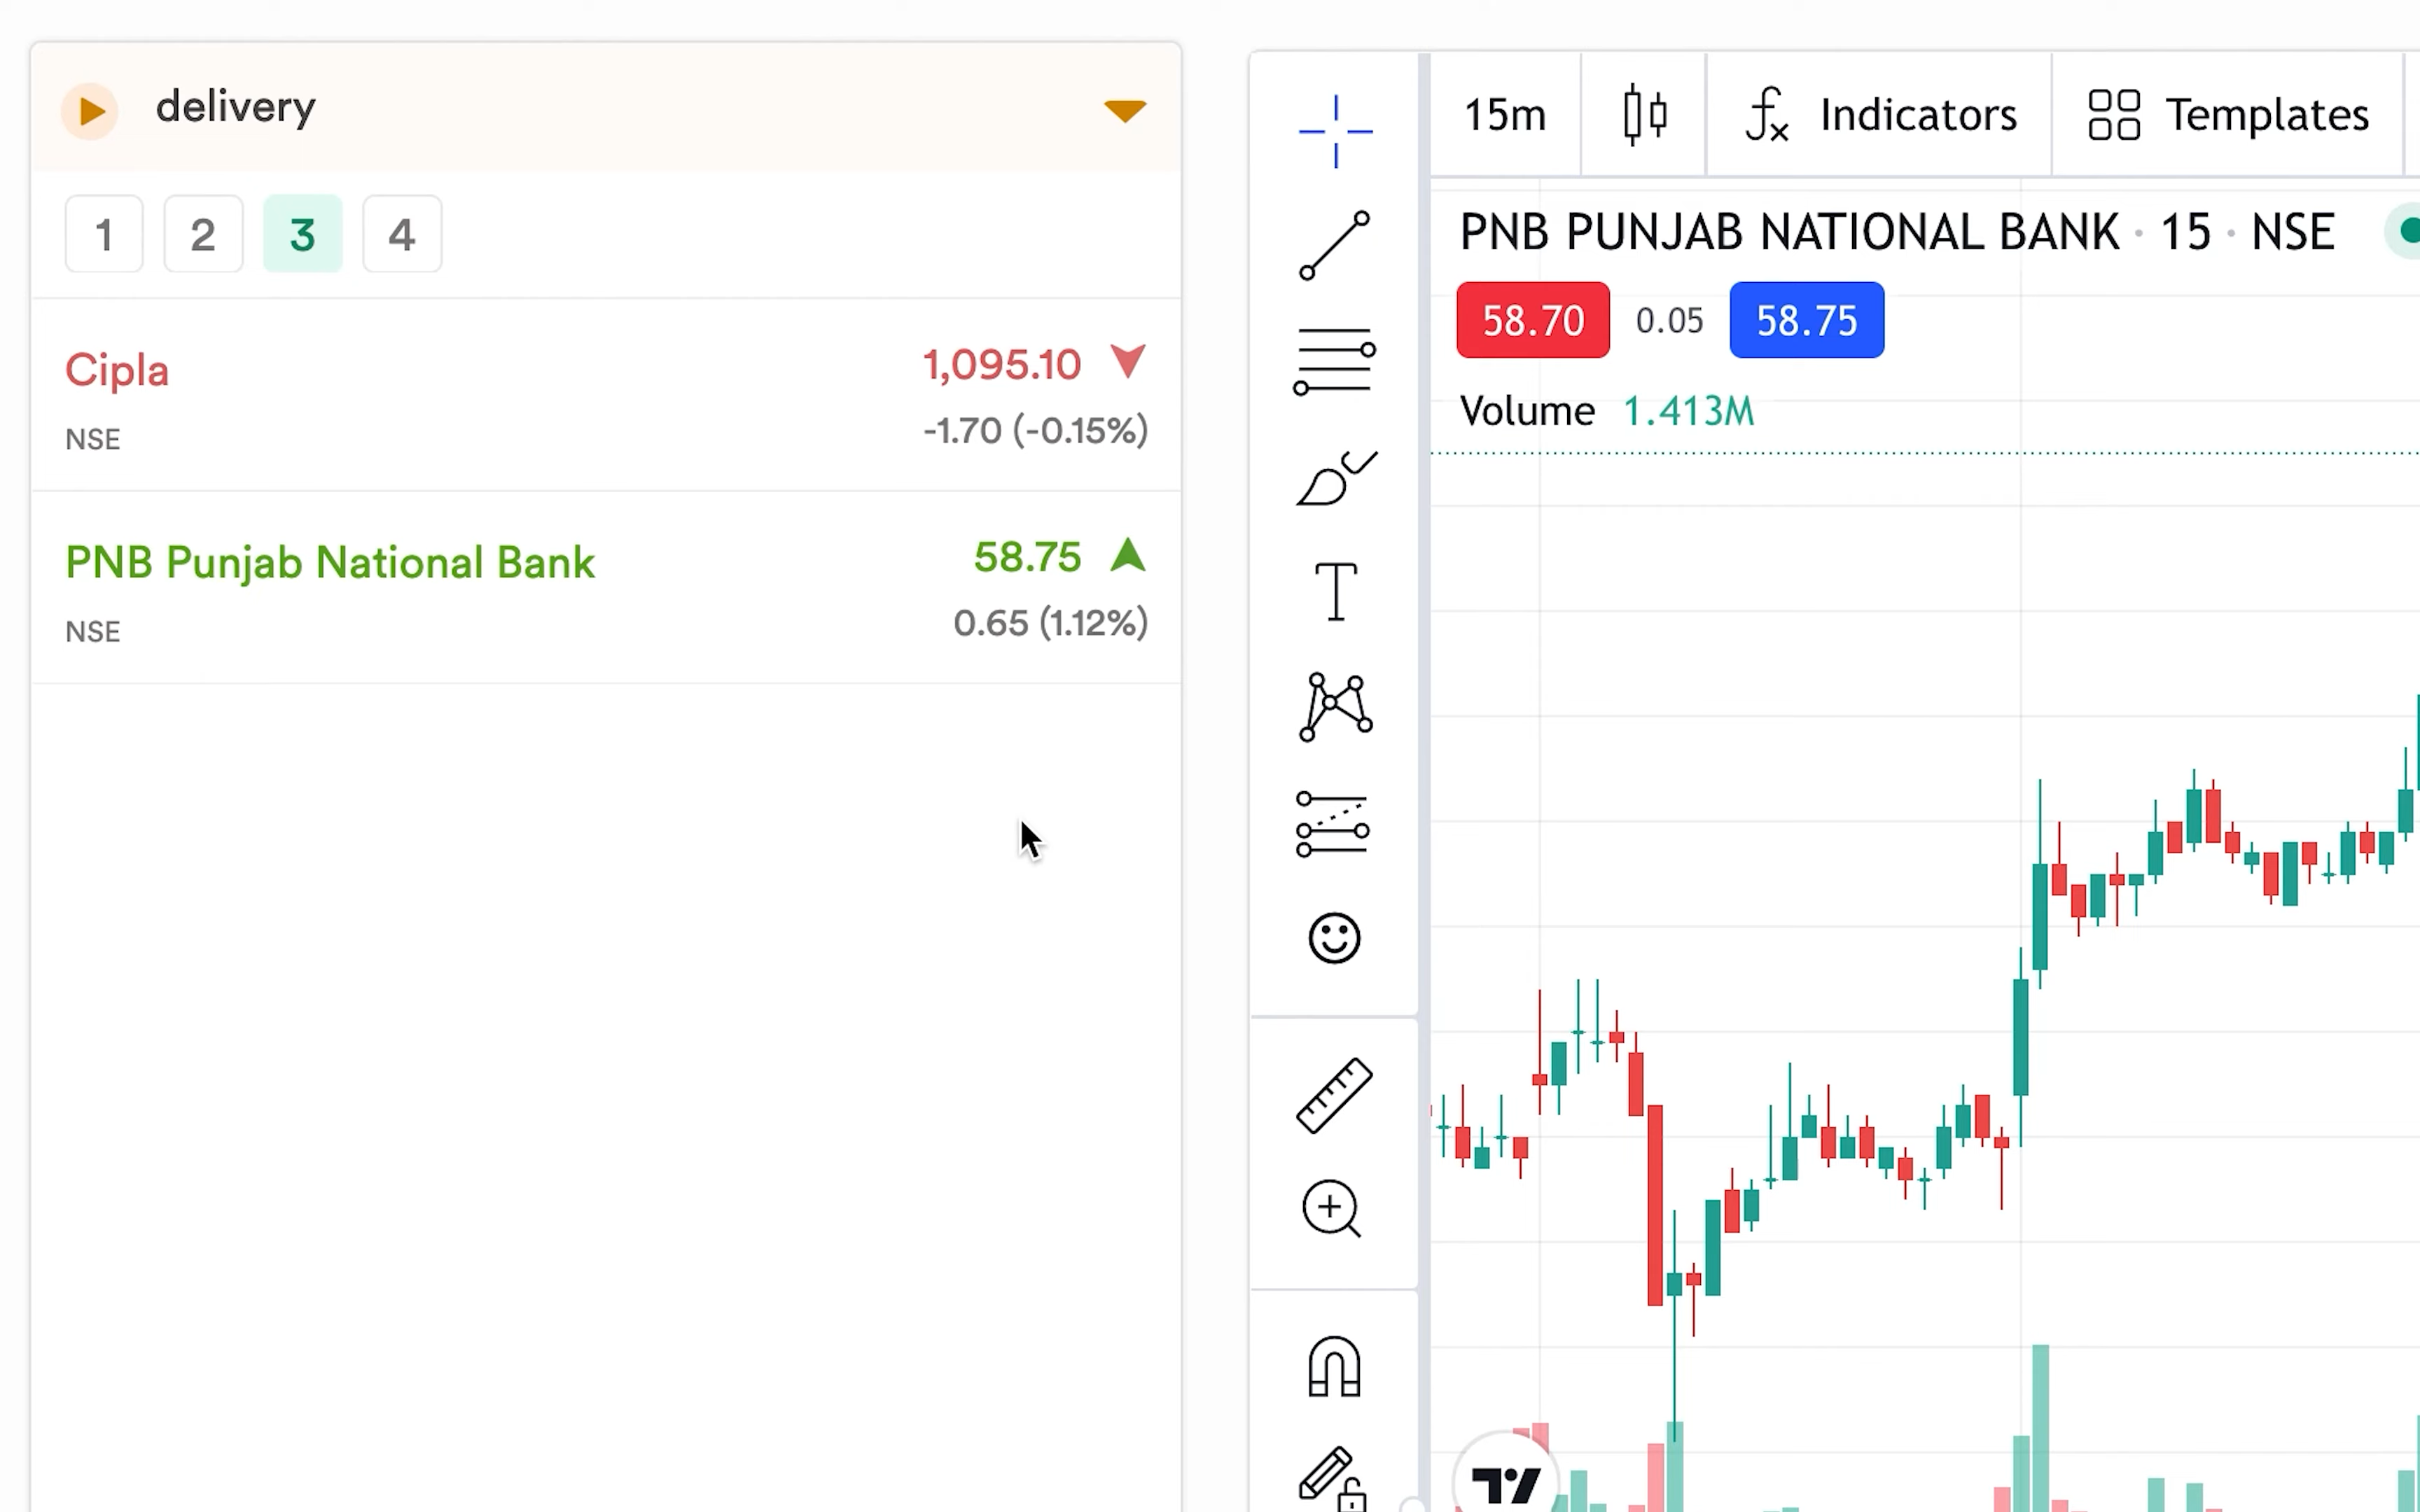 delivery
1 2 3 4
Cipla 1,095.10
NSE -1.70 (-0.15%)
PNB Punjab National Bank 58.75
NSE 0.65 (1.12%)
15m Indicators Templates
PNB PUNJAB NATIONAL BANK · 15 · NSE
58.70 0.05 58.75
Volume 1.413M